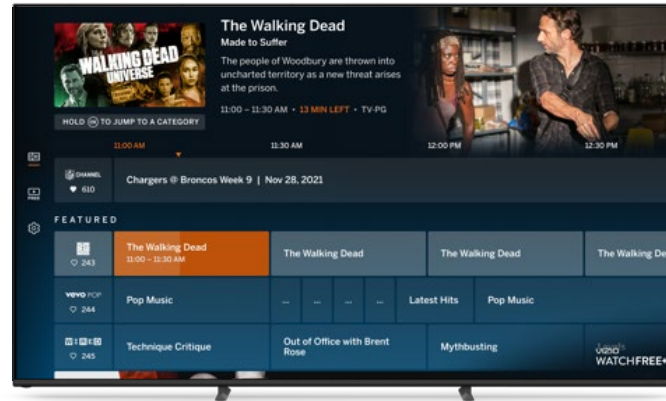 The Walking Dead
Made to Suffer
The people of Woodbury are thrown into
uncharted territory as a new threat arises
at the prison.
11:00 – 11:30 AM • 13 MIN LEFT • TV-PG
WALKING DEAD
UNIVERSE
HOLD OK TO JUMP TO A CATEGORY
11:00 AM 11:30 AM 12:00 PM 12:30 PM
CHANNEL
610
Chargers @ Broncos Week 9 | Nov 28, 2021
FREE
FEATURED
243
The Walking Dead
11:00 – 11:30 AM
The Walking Dead
The Walking Dead
The Walking De
vevo POP
244
Pop Music
...
...
...
...
Latest Hits
Pop Music
WIRED
245
Technique Critique
Out of Office with Brent
Rose
Mythbusting
VIZIO
WATCHFREE+